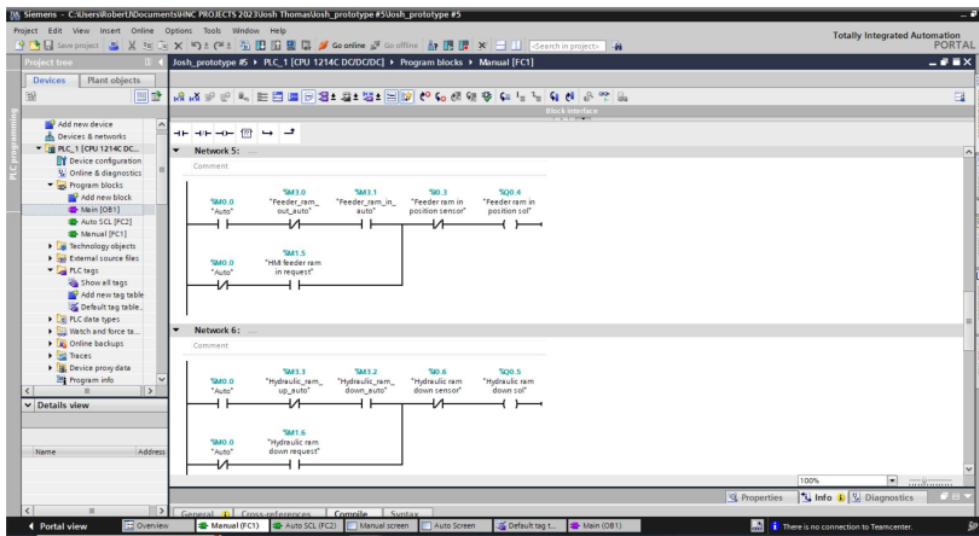 Siemens - C:\Users\RobertJ\Documents\HNC PROJECTS 2023\Josh Thomas\Josh_prototype #5\Josh_prototype #5
Project Edit View Insert Online Options Tools Window Help
Totally Integrated Automation
PORTAL
Save project
Go online
Go offline
<Search in project>
Project tree
Josh_prototype #5 ▸ PLC_1 [CPU 1214C DC/DC/DC] ▸ Program blocks ▸ Manual [FC1]
Devices
Plant objects
Block interface
PLC programming
Add new device
Devices & networks
PLC_1 [CPU 1214C DC...
Device configuration
Online & diagnostics
Program blocks
Add new block
Main [OB1]
Auto SCL [FC2]
Manual [FC1]
Technology objects
External source files
PLC tags
Show all tags
Add new tag table
Default tag table...
PLC data types
Watch and force ta...
Online backups
Traces
Device proxy data
Program info
Details view
Name Address
Network 5: ....
Comment
%M0.0
"Auto"
%M3.0
"Feeder_ram_
out_auto"
%M3.1
"Feeder_ram_in_
auto"
%I0.3
"Feeder ram in
position sensor"
%Q0.4
"Feeder ram in
position sol"
%M0.0
"Auto"
%M1.5
"HMI feeder ram
in request"
Network 6: ....
Comment
%M0.0
"Auto"
%M3.3
"Hydraulic_ram_
up_auto"
%M3.2
"Hydraulic_ram_
down_auto"
%I0.6
"Hydraulic ram
down sensor"
%Q0.5
"Hydraulic ram
down sol"
%M0.0
"Auto"
%M1.6
"Hydraulic ram
down request"
100%
Properties
Info
Diagnostics
General
Cross-references
Compile
Syntax
Portal view
Overview
Manual (FC1)
Auto SCL (FC2)
Manual screen
Auto Screen
Default tag t...
Main (OB1)
There is no connection to Teamcenter.